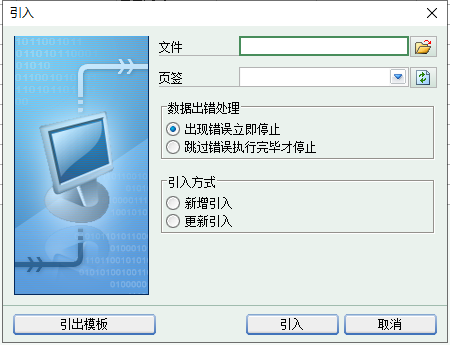 引入
文件
页签
数据出错处理
出现错误立即停止
跳过错误执行完毕才停止
引入方式
新增引入
更新引入
引出模板
引入
取消